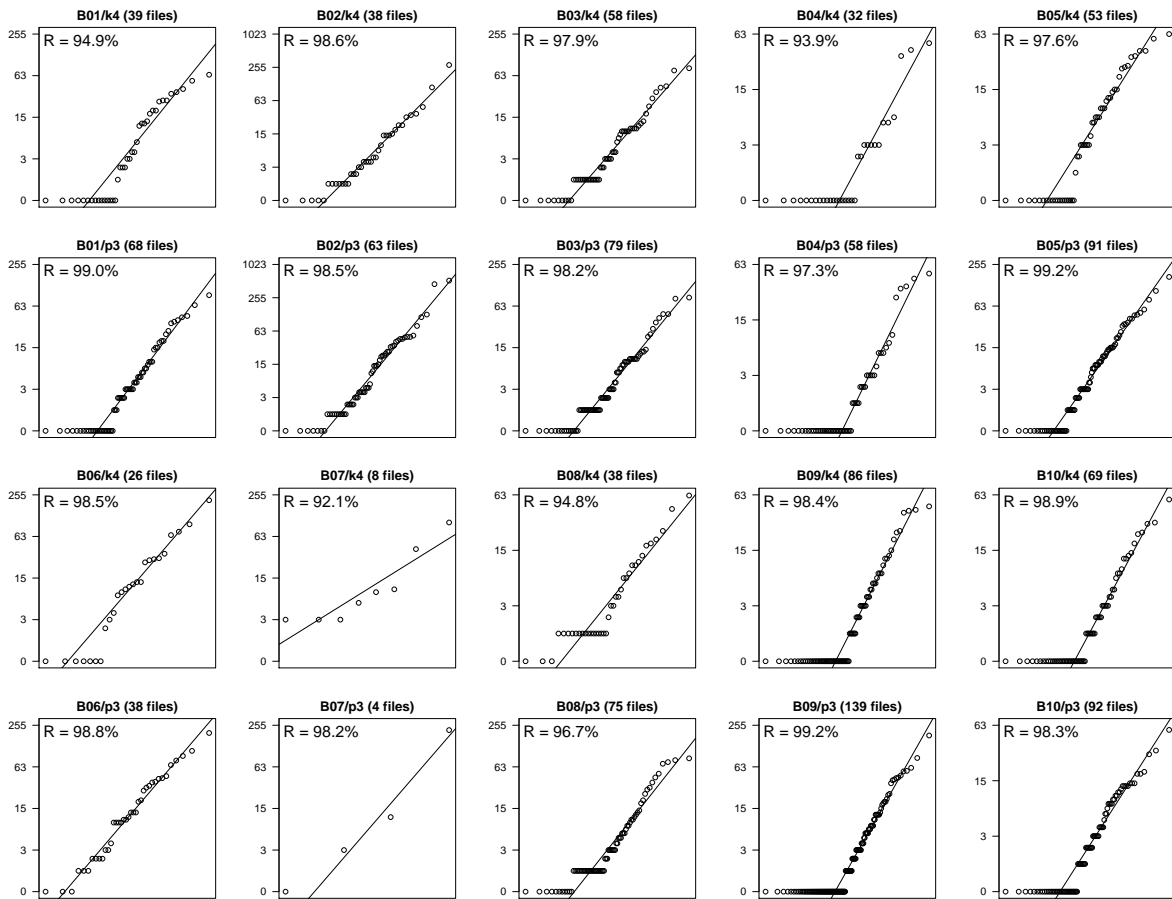 B01/k4 (39 files)
R = 94.9%
255
63
15
3
0
B02/k4 (38 files)
R = 98.6%
1023
255
63
15
3
0
B03/k4 (58 files)
R = 97.9%
255
63
15
3
0
B04/k4 (32 files)
R = 93.9%
63
15
3
0
B05/k4 (53 files)
R = 97.6%
63
15
3
0
B01/p3 (68 files)
R = 99.0%
255
63
15
3
0
B02/p3 (63 files)
R = 98.5%
1023
255
63
15
3
0
B03/p3 (79 files)
R = 98.2%
255
63
15
3
0
B04/p3 (58 files)
R = 97.3%
63
15
3
0
B05/p3 (91 files)
R = 99.2%
255
63
15
3
0
B06/k4 (26 files)
R = 98.5%
255
63
15
3
0
B07/k4 (8 files)
R = 92.1%
255
63
15
3
0
B08/k4 (38 files)
R = 94.8%
63
15
3
0
B09/k4 (86 files)
R = 98.4%
63
15
3
0
B10/k4 (69 files)
R = 98.9%
63
15
3
0
B06/p3 (38 files)
R = 98.8%
255
63
15
3
0
B07/p3 (4 files)
R = 98.2%
255
63
15
3
0
B08/p3 (75 files)
R = 96.7%
255
63
15
3
0
B09/p3 (139 files)
R = 99.2%
255
63
15
3
0
B10/p3 (92 files)
R = 98.3%
63
15
3
0